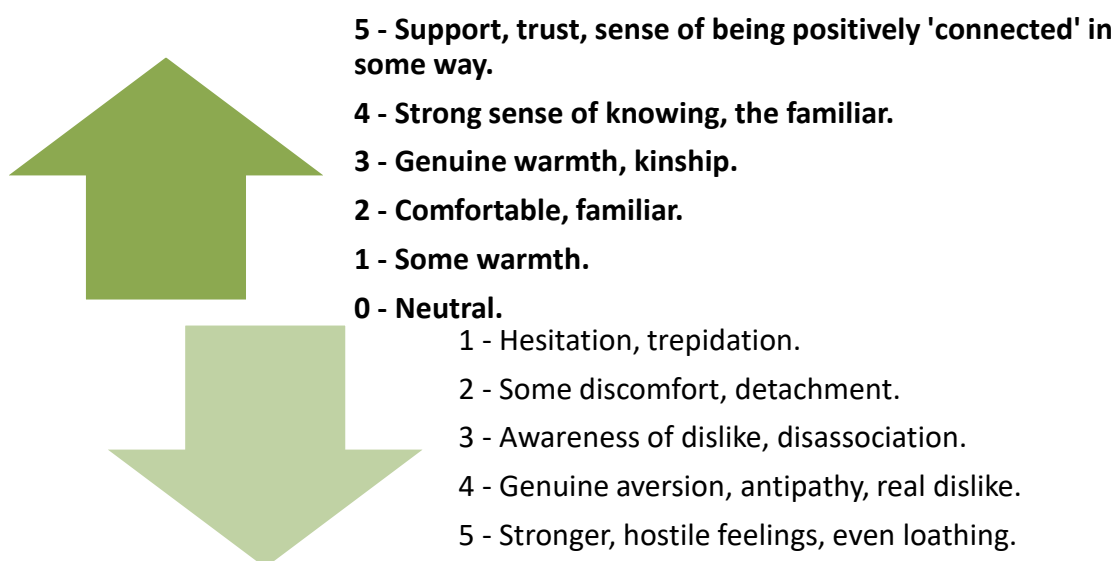 5 - Support, trust, sense of being positively 'connected' in
some way.
4 - Strong sense of knowing, the familiar.
3 - Genuine warmth, kinship.
2 - Comfortable, familiar.
1 - Some warmth.
0 - Neutral.
1 - Hesitation, trepidation.
2 - Some discomfort, detachment.
3 - Awareness of dislike, disassociation.
4 - Genuine aversion, antipathy, real dislike.
5 - Stronger, hostile feelings, even loathing.